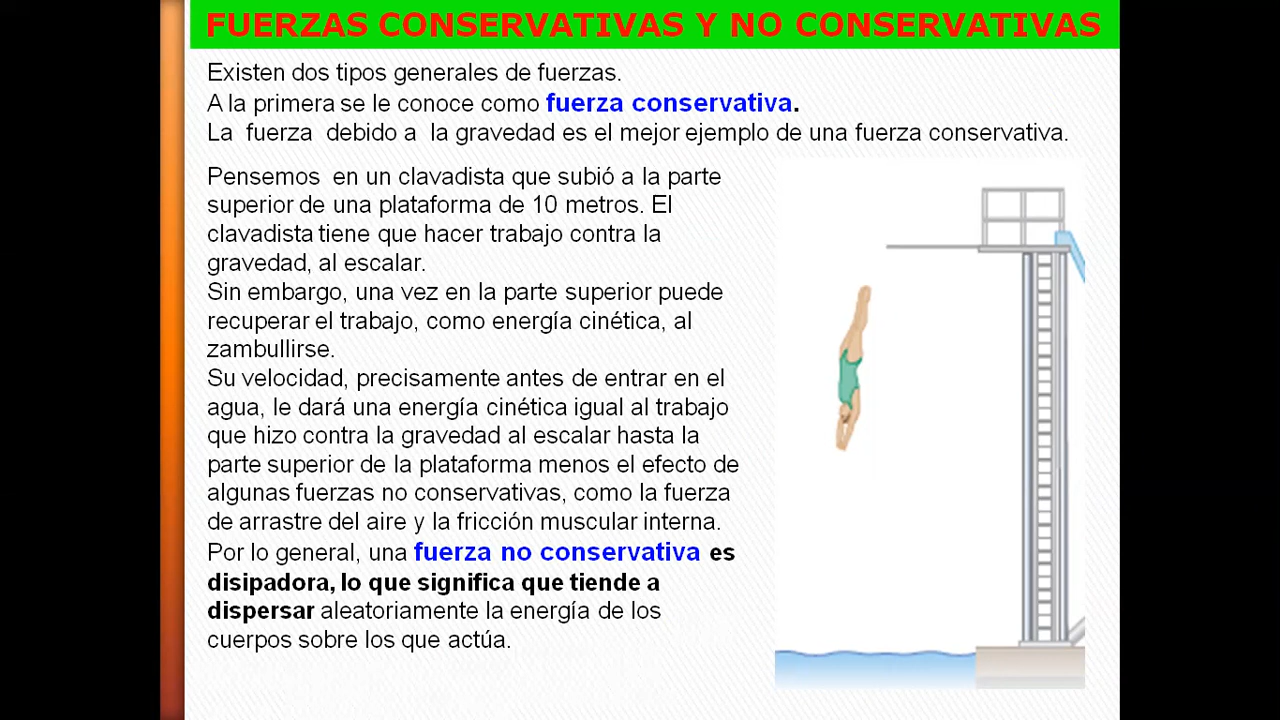 FUERZAS CONSERVATIVAS Y NO CONSERVATIVAS
Existen dos tipos generales de fuerzas.
A la primera se le conoce como fuerza conservativa.
La fuerza debido a la gravedad es el mejor ejemplo de una fuerza conservativa.
Pensemos en un clavadista que subió a la parte
superior de una plataforma de 10 metros. El
clavadista tiene que hacer trabajo contra la
gravedad, al escalar.
Sin embargo, una vez en la parte superior puede
recuperar el trabajo, como energía cinética, al
zambullirse.
Su velocidad, precisamente antes de entrar en el
agua, le dará una energía cinética igual al trabajo
que hizo contra la gravedad al escalar hasta la
parte superior de la plataforma menos el efecto de
algunas fuerzas no conservativas, como la fuerza
de arrastre del aire y la fricción muscular interna.
Por lo general, una fuerza no conservativa es
disipadora, lo que significa que tiende a
dispersar aleatoriamente la energía de los
cuerpos sobre los que actúa.